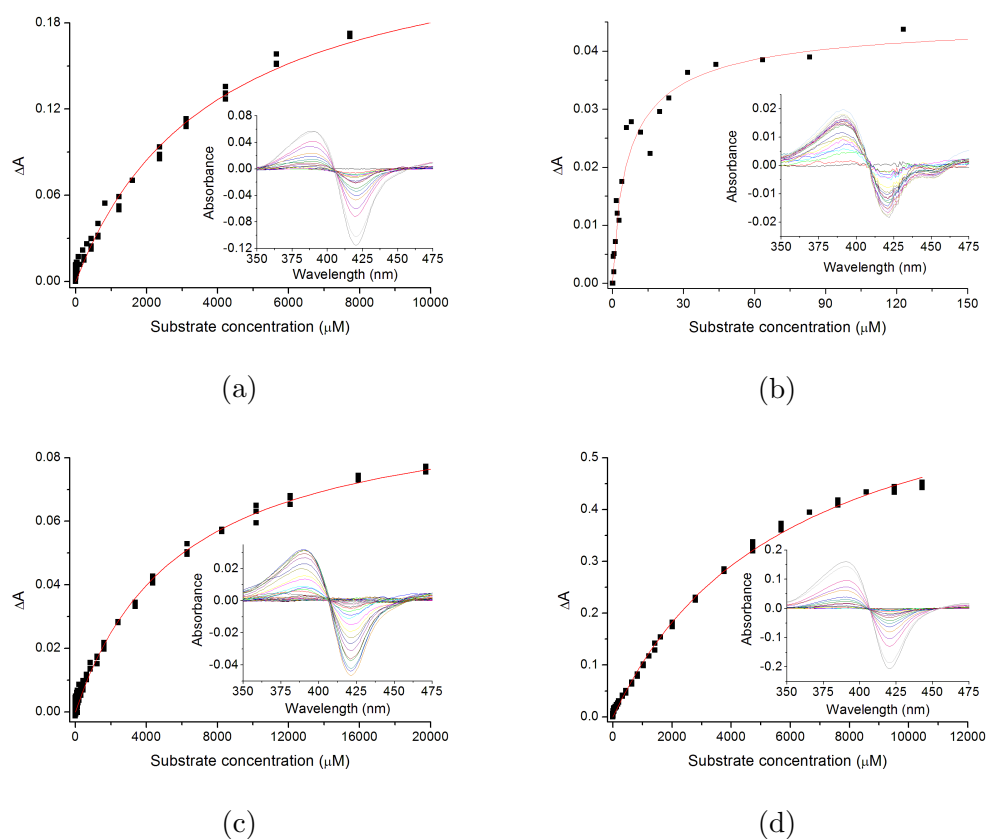 0.18
0.12
0.06
0.00
ΔA
0 2000 4000 6000 8000 10000
Substrate concentration (μM)
0.08
0.04
0.00
-0.04
-0.08
-0.12
Absorbance
350 375 400 425 450 475
Wavelength (nm)
(a)
0.04
0.03
0.02
0.01
0.00
ΔA
0 30 60 90 120 150
Substrate concentration (μM)
0.02
0.01
0.00
-0.01
-0.02
Absorbance
350 375 400 425 450 475
Wavelength (nm)
(b)
0.08
0.06
0.04
0.02
0.00
ΔA
0 4000 8000 12000 16000 20000
Substrate concentration (μM)
0.02
0.00
-0.02
-0.04
Absorbance
350 375 400 425 450 475
Wavelength (nm)
(c)
0.5
0.4
0.3
0.2
0.1
0.0
ΔA
0 2000 4000 6000 8000 10000 12000
Substrate concentration (μM)
0.2
0.1
0.0
-0.1
-0.2
Absorbance
350 375 400 425 450 475
Wavelength (nm)
(d)